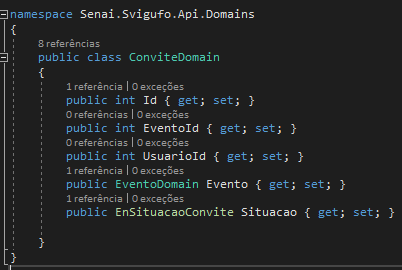 namespace Senai.Svigufo.Api.Domains
{
8 referências
public class ConviteDomain
{
1 referência | 0 exceções
public int Id { get; set; }
0 referências | 0 exceções
public int EventoId { get; set; }
0 referências | 0 exceções
public int UsuarioId { get; set; }
1 referência | 0 exceções
public EventoDomain Evento { get; set; }
1 referência | 0 exceções
public EnSituacaoConvite Situacao { get; set; }
}
}